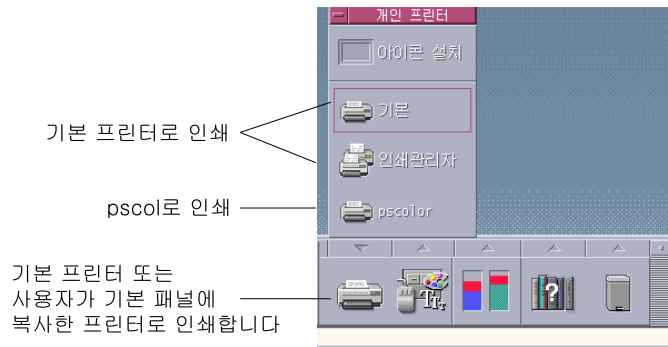 개인 프린터
아이콘 설치
기본
기본 프린터로 인쇄
인쇄관리자
pscol로 인쇄
pscolor
기본 프린터 또는
사용자가 기본 패널에
복사한 프린터로 인쇄합니다
?